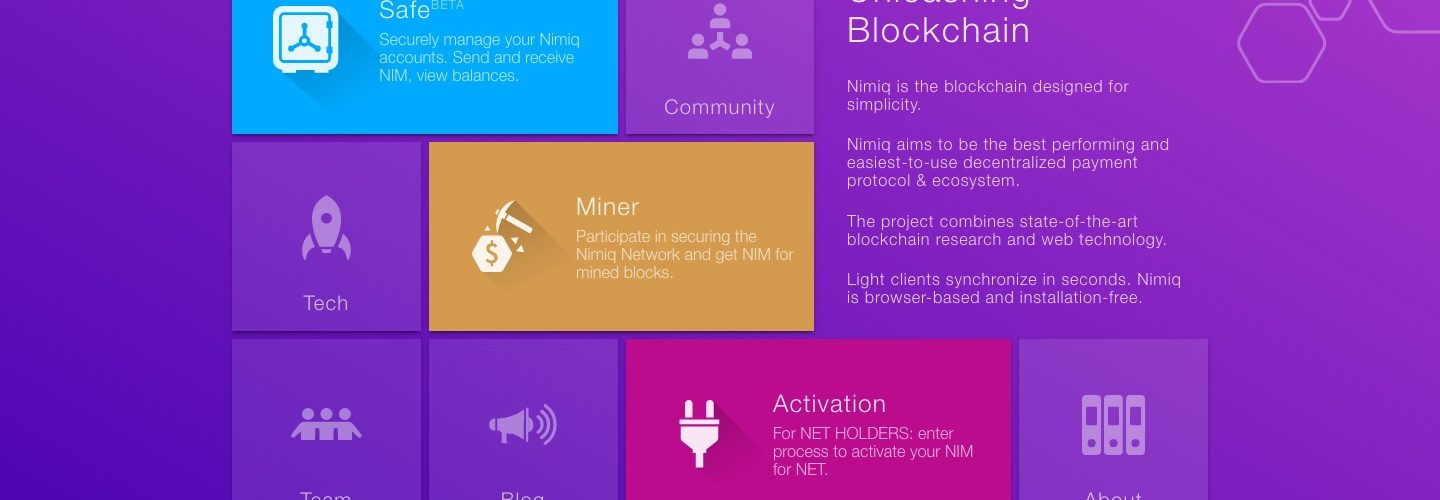 Safe BETA
Securely manage your Nimiq
accounts. Send and receive
NIM, view balances.
Community
Unleashing
Blockchain
Nimiq is the blockchain designed for
simplicity.
Nimiq aims to be the best performing and
easiest-to-use decentralized payment
protocol & ecosystem.
The project combines state-of-the-art
blockchain research and web technology.
Light clients synchronize in seconds. Nimiq
is browser-based and installation-free.
Tech
Miner
Participate in securing the
Nimiq Network and get NIM for
mined blocks.
$
Team
Blog
Activation
For NET HOLDERS: enter
process to activate your NIM
for NET.
About